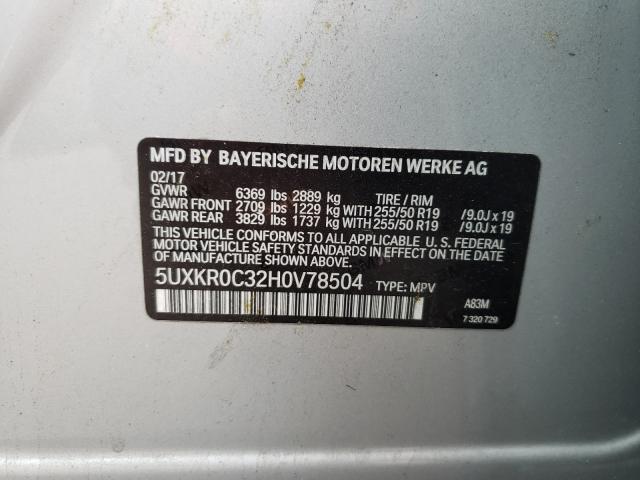 MFD BY BAYERISCHE MOTOREN WERKE AG
02/17
GVWR 6369 lbs 2889 kg TIRE / RIM
GAWR FRONT 2709 lbs 1229 kg WITH 255/50 R19 /9.0J x 19
GAWR REAR 3829 lbs 1737 kg WITH 255/50 R19 /9.0J x 19
THIS VEHICLE CONFORMS TO ALL APPLICABLE U. S. FEDERAL
MOTOR VEHICLE SAFETY STANDARDS IN EFFECT ON THE DATE
OF MANUFACTURE SHOWN ABOVE.
5UXKR0C32H0V78504 TYPE: MPV
A83M
7 320 729